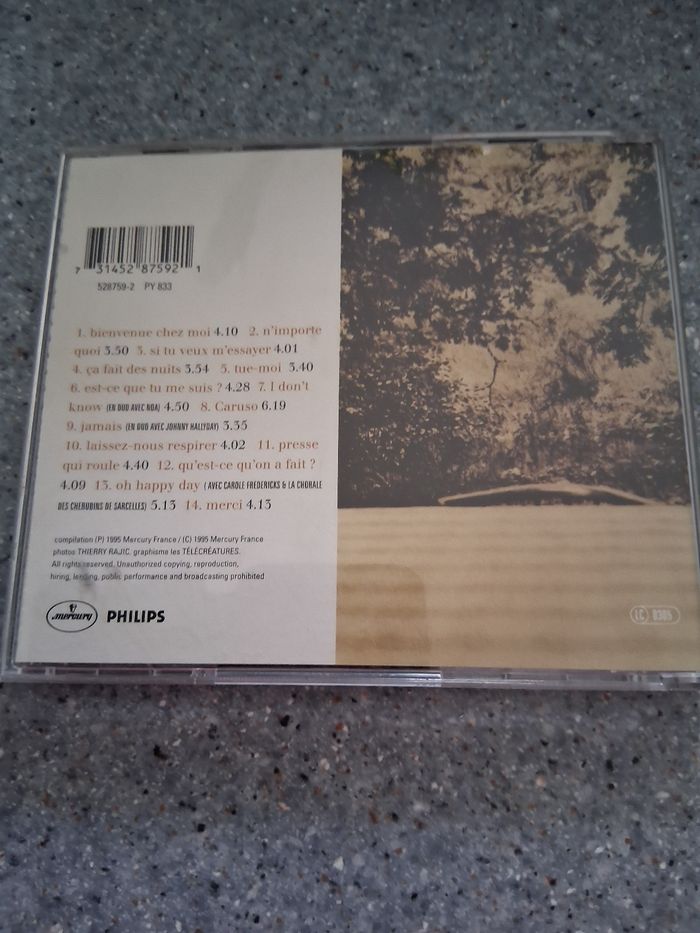 7 31452 87592 1
528759-2 PY 833
1. bienvenue chez moi 4.10 2. n'importe
quoi 3.50 3. si tu veux m'essayer 4.01
4. ça fait des nuits 3.54 5. tue-moi 3.40
6. est-ce que tu me suis ? 4.28 7. I don't
know (EN DUO AVEC NOA) 4.50 8. Caruso 6.19
9. jamais (EN DUO AVEC JOHNNY HALLYDAY) 3.35
10. laissez-nous respirer 4.02 11. presse
qui roule 4.40 12. qu'est-ce qu'on a fait ?
4.09 13. oh happy day ( AVEC CAROLE FREDERICKS & LA CHORALE
DES CHERUBINS DE SARCELLES) 5.13 14. merci 4.13
compilation (P) 1995 Mercury France / (C) 1995 Mercury France
photos THIERRY RAJIC. graphisme les TÉLÉCRÉATURES.
All rights reserved. Unauthorized copying, reproduction,
hiring, lending, public performance and broadcasting prohibited
mercury PHILIPS
LC 0305